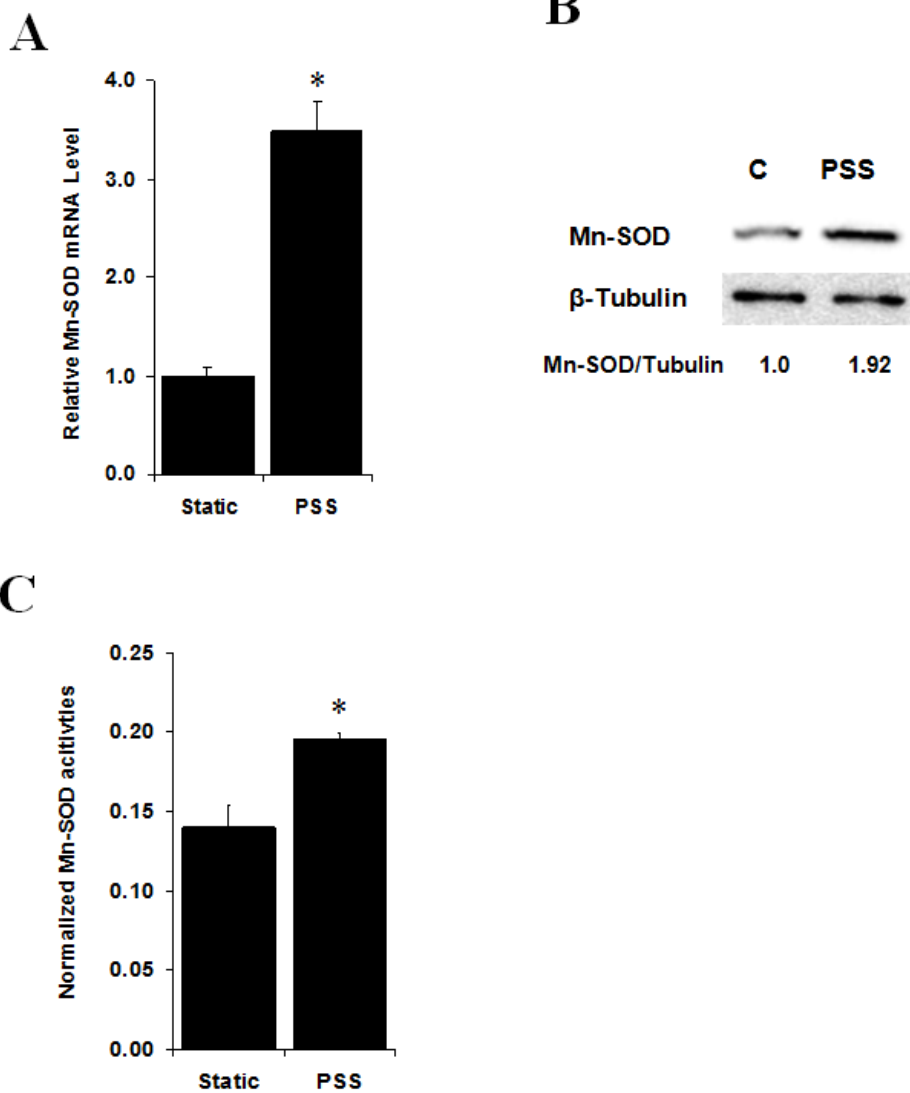 A
B
4.0
3.0
2.0
1.0
0.0
Relative Mn-SOD mRNA Level
*
Static PSS
C PSS
Mn-SOD
β-Tubulin
Mn-SOD/Tubulin 1.0 1.92
C
0.25
0.20
0.15
0.10
0.05
0.00
Normalized Mn-SOD acitivties
*
Static PSS